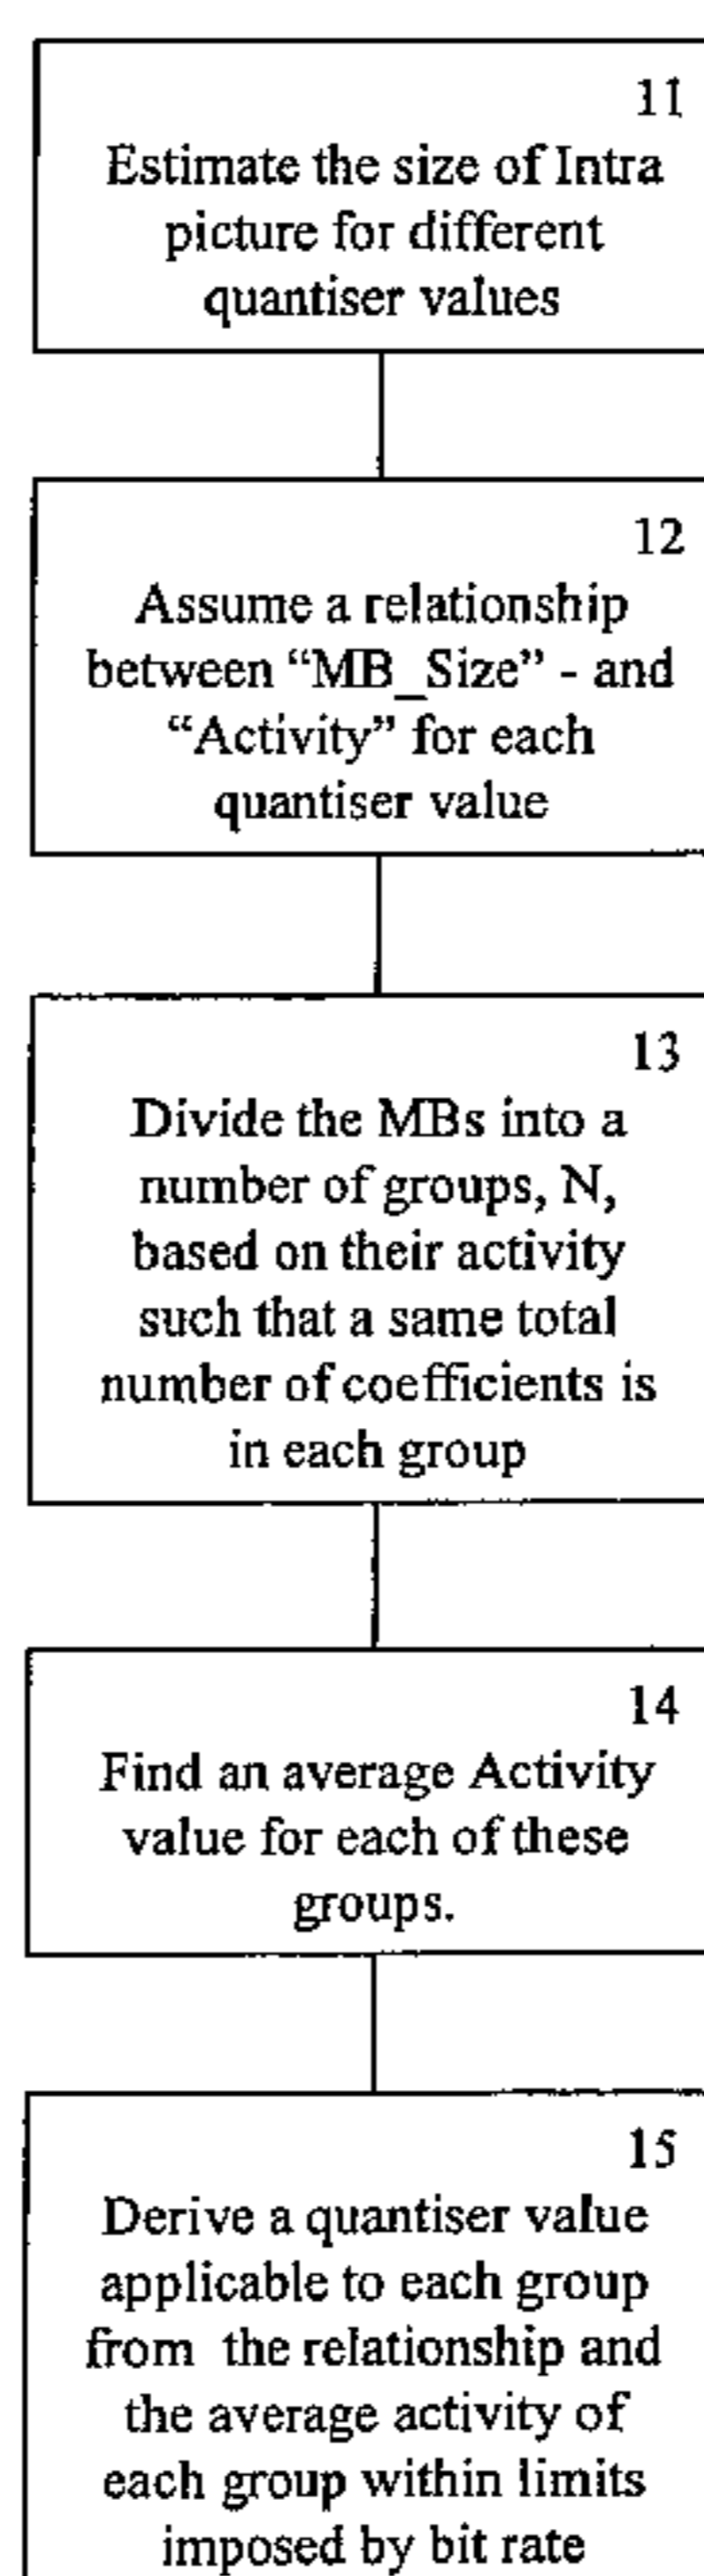 11
Estimate the size of Intra
picture for different
quantiser values
12
Assume a relationship
between “MB_Size” - and
“Activity” for each
quantiser value
13
Divide the MBs into a
number of groups, N,
based on their activity
such that a same total
number of coefficients is
in each group
14
Find an average Activity
value for each of these
groups.
15
Derive a quantiser value
applicable to each group
from the relationship and
the average activity of
each group within limits
imposed by bit rate